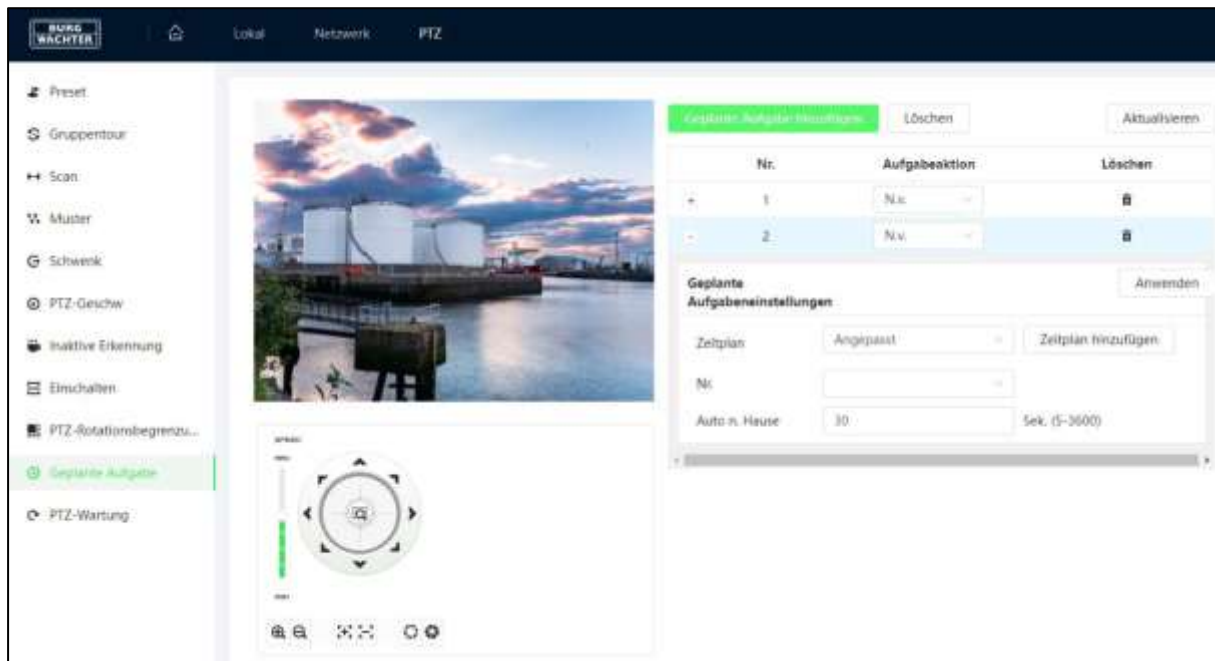 BURG
WÄCHTER
Lokal Netzwerk PTZ
Preset
Gruppentour
Scan
Muster
Schwenk
PTZ-Geschw
Inaktive Erkennung
Einschalten
PTZ-Rotationsbegrenzu...
Geplante Aufgabe
PTZ-Wartung
Geplante Aufgabe hinzufügen Löschen Aktualisieren
Nr. Aufgabeaktion Löschen
+ 1 N.v.
- 2 N.v.
Geplante
Aufgabeneinstellungen
Anwenden
Zeitplan Angepasst Zeitplan hinzufügen
Nr.
Auto n. Hause 30 Sek. (5-3600)